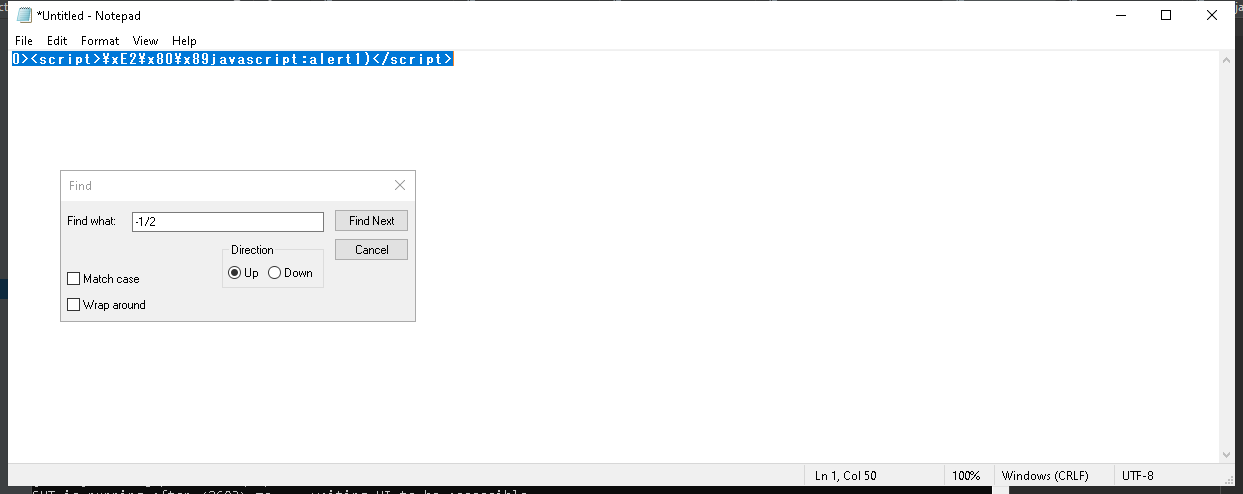 *Untitled - Notepad
File Edit Format View Help
0><script>¥xE2¥x80¥x89javascript:alert1)</script>
Find
Find what: -1/2 Find Next
Direction Cancel
Up Down
Match case
Wrap around
Ln 1, Col 50 100% Windows (CRLF) UTF-8